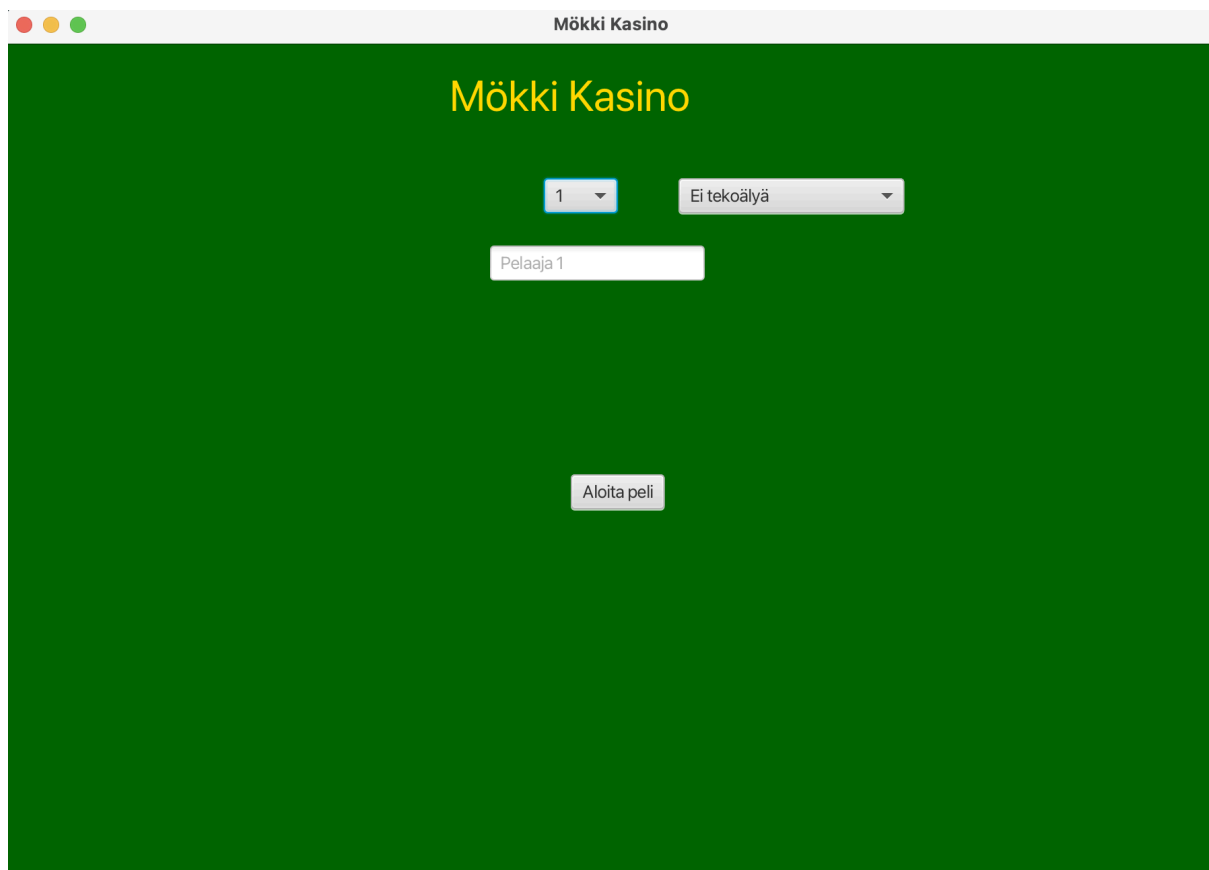 Mökki Kasino
Mökki Kasino
1 Ei tekoälyä
Pelaaja 1
Aloita peli